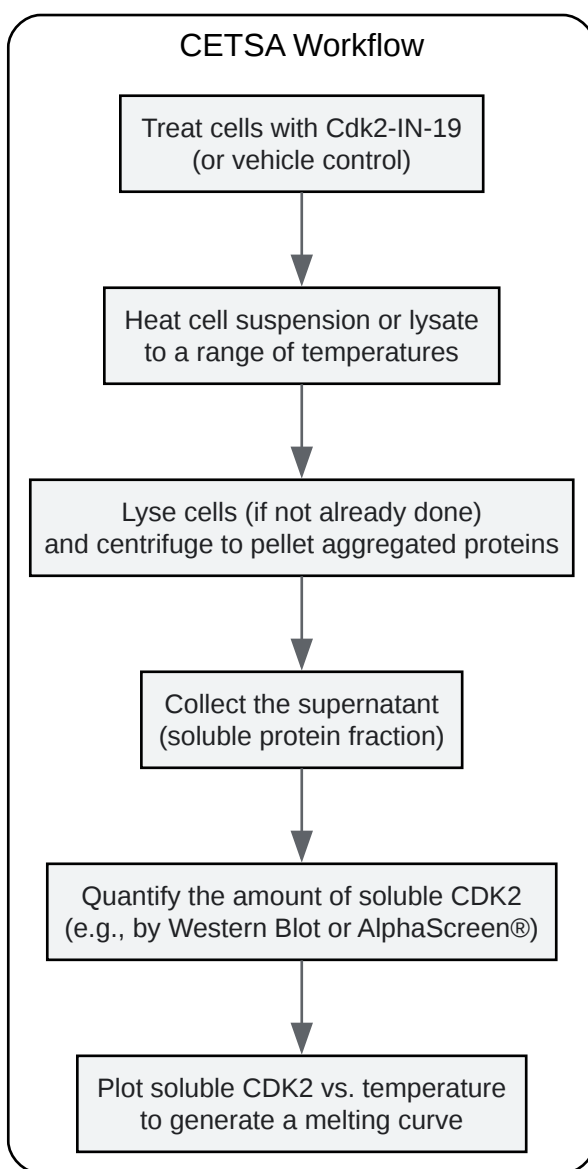 CETSA Workflow
Treat cells with Cdk2-IN-19
(or vehicle control)
Heat cell suspension or lysate
to a range of temperatures
Lyse cells (if not already done)
and centrifuge to pellet aggregated proteins
Collect the supernatant
(soluble protein fraction)
Quantify the amount of soluble CDK2
(e.g., by Western Blot or AlphaScreen®)
Plot soluble CDK2 vs. temperature
to generate a melting curve